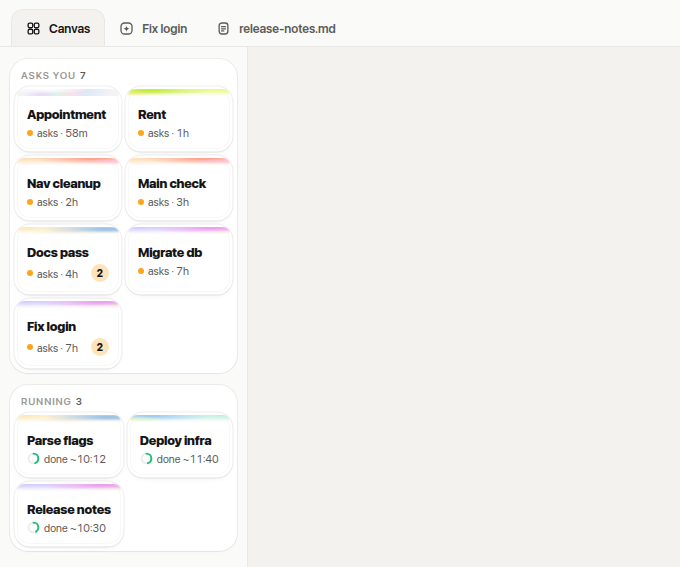 Canvas
Fix login
release-notes.md
ASKS YOU 7
Appointment
asks · 58m
Rent
asks · 1h
Nav cleanup
asks · 2h
Main check
asks · 3h
Docs pass
asks · 4h 2
Migrate db
asks · 7h
Fix login
asks · 7h 2
RUNNING 3
Parse flags
done ~10:12
Deploy infra
done ~11:40
Release notes
done ~10:30